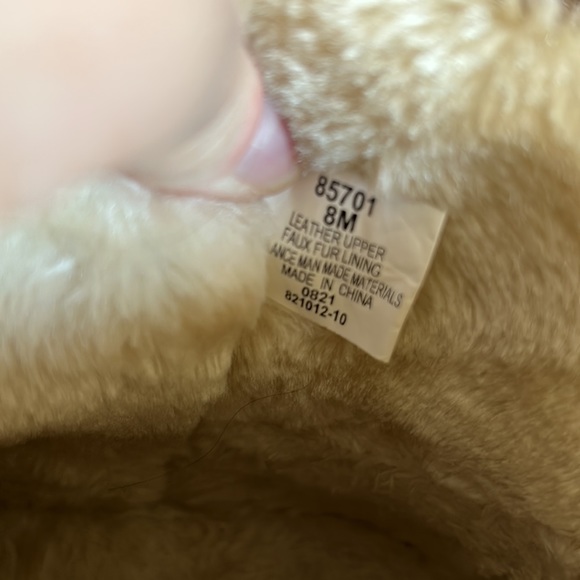 85701
8M
LEATHER UPPER
FAUX FUR LINING
ANCE MAN MADE MATERIALS
MADE IN CHINA
0821
821012-10